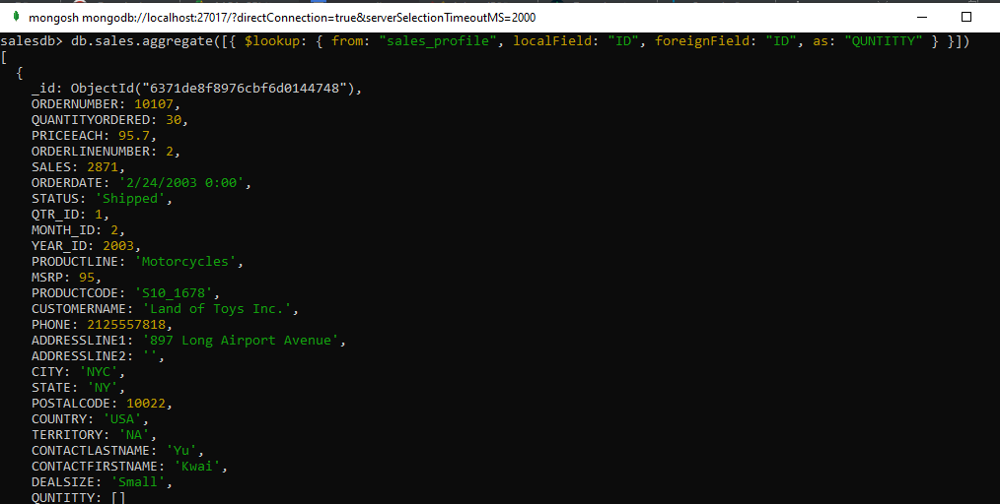 mongosh mongodb://localhost:27017/?directConnection=true&serverSelectionTimeoutMS=2000
salesdb> db.sales.aggregate([{ $lookup: { from: "sales_profile", localField: "ID", foreignField: "ID", as: "QUNTITTY" } }])
[
{
_id: ObjectId("6371de8f8976cbf6d0144748"),
ORDERNUMBER: 10107,
QUANTITYORDERED: 30,
PRICEEACH: 95.7,
ORDERLINENUMBER: 2,
SALES: 2871,
ORDERDATE: '2/24/2003 0:00',
STATUS: 'Shipped',
QTR_ID: 1,
MONTH_ID: 2,
YEAR_ID: 2003,
PRODUCTLINE: 'Motorcycles',
MSRP: 95,
PRODUCTCODE: 'S10_1678',
CUSTOMERNAME: 'Land of Toys Inc.',
PHONE: 2125557818,
ADDRESSLINE1: '897 Long Airport Avenue',
ADDRESSLINE2: '',
CITY: 'NYC',
STATE: 'NY',
POSTALCODE: 10022,
COUNTRY: 'USA',
TERRITORY: 'NA',
CONTACTLASTNAME: 'Yu',
CONTACTFIRSTNAME: 'Kwai',
DEALSIZE: 'Small',
QUNTITTY: []